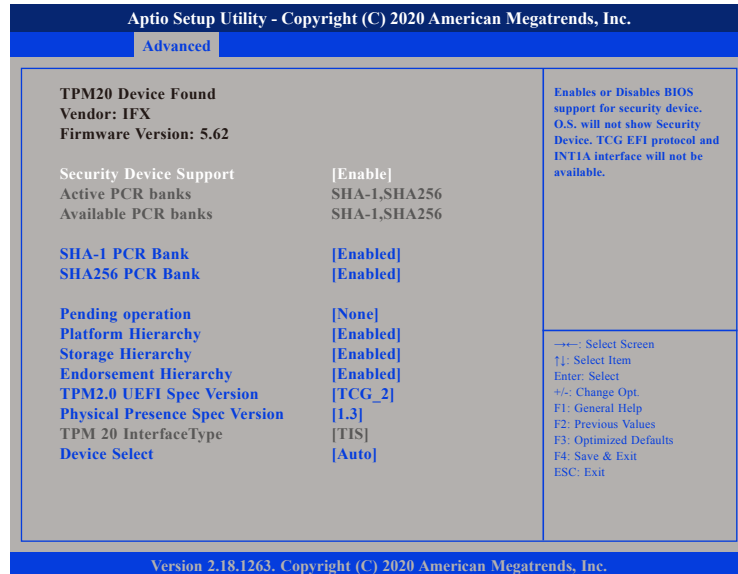 Aptio Setup Utility - Copyright (C) 2020 American Megatrends, Inc.
Advanced
TPM20 Device Found
Vendor: IFX
Firmware Version: 5.62
Security Device Support [Enable]
Active PCR banks SHA-1,SHA256
Available PCR banks SHA-1,SHA256
SHA-1 PCR Bank [Enabled]
SHA256 PCR Bank [Enabled]
Pending operation [None]
Platform Hierarchy [Enabled]
Storage Hierarchy [Enabled]
Endorsement Hierarchy [Enabled]
TPM2.0 UEFI Spec Version [TCG_2]
Physical Presence Spec Version [1.3]
TPM 20 InterfaceType [TIS]
Device Select [Auto]
Enables or Disables BIOS
support for security device.
O.S. will not show Security
Device. TCG EFI protocol and
INT1A interface will not be
available.
→←: Select Screen
↑↓: Select Item
Enter: Select
+/-: Change Opt.
F1: General Help
F2: Previous Values
F3: Optimized Defaults
F4: Save & Exit
ESC: Exit
Version 2.18.1263. Copyright (C) 2020 American Megatrends, Inc.